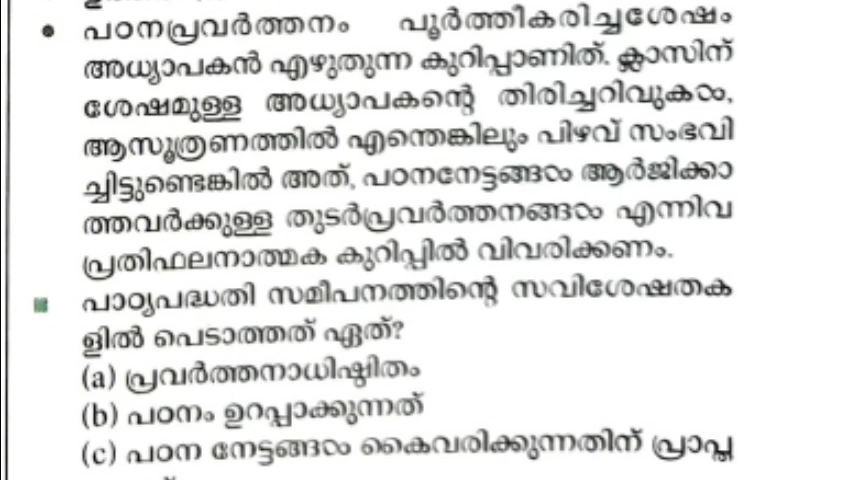 • പഠനപ്രവർത്തനം പൂർത്തീകരിച്ചശേഷം
അധ്യാപകൻ എഴുതുന്ന കുറിപ്പാണിത്. ക്ലാസിന്
ശേഷമുള്ള അധ്യാപകന്റെ തിരിച്ചറിവുകൾ,
ആസൂത്രണത്തിൽ എന്തെങ്കിലും പിഴവ് സംഭവി
ച്ചിട്ടുണ്ടെങ്കിൽ അത്, പഠനനേട്ടങ്ങൾ ആർജിക്കാ
ത്തവർക്കുള്ള തുടർപ്രവർത്തനങ്ങൾ എന്നിവ
പ്രതിഫലനാത്മക കുറിപ്പിൽ വിവരിക്കണം.
പാഠ്യപദ്ധതി സമീപനത്തിന്റെ സവിശേഷതക
ളിൽ പെടാത്തത് ഏത്?
(a) പ്രവർത്തനാധിഷ്ഠിതം
(b) പഠനം ഉറപ്പാക്കുന്നത്
(c) പഠന നേട്ടങ്ങൾ കൈവരിക്കുന്നതിന് പ്രാപ്ത